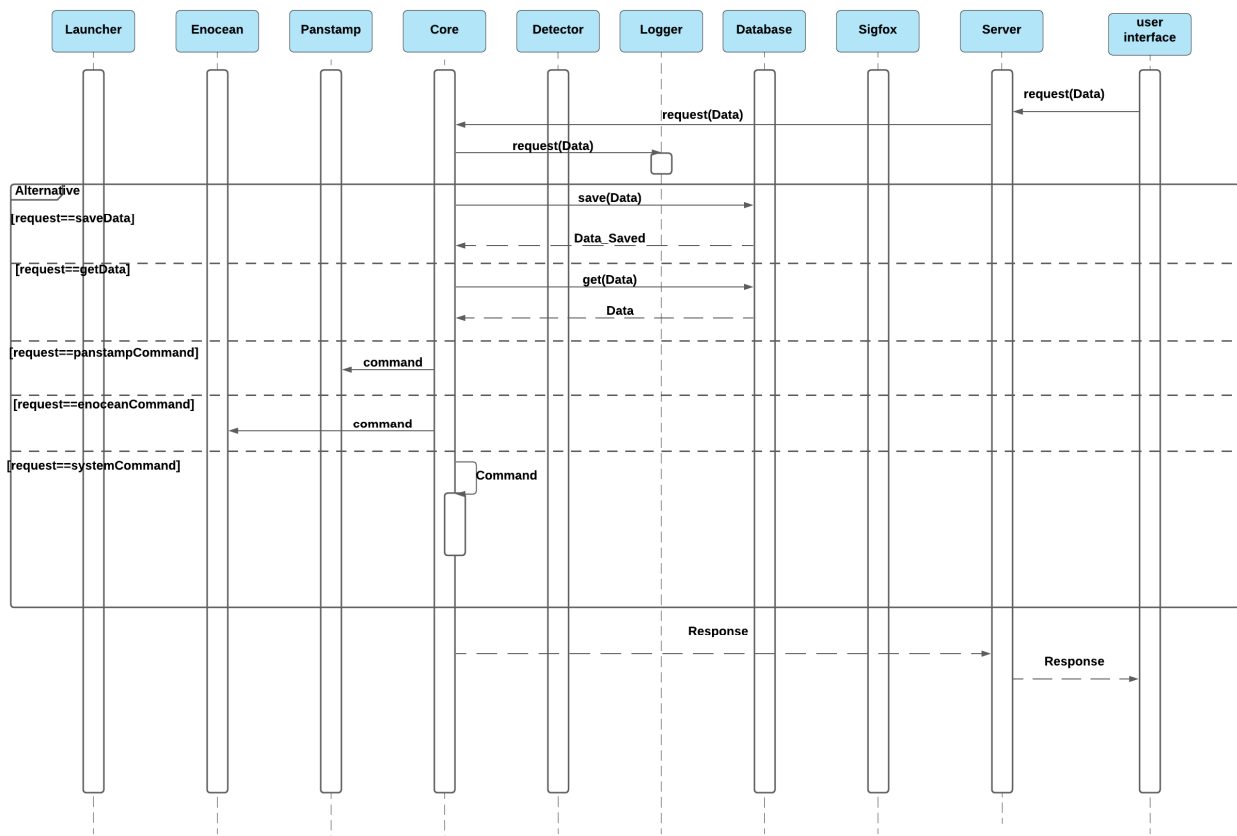 Launcher
Enocean
Panstamp
Core
Detector
Logger
Database
Sigfox
Server
user
interface
request(Data)
request(Data)
request(Data)
Alternative
[request==saveData]
save(Data)
Data_Saved
[request==getData]
get(Data)
Data
[request==panstampCommand]
command
[request==enoceanCommand]
command
[request==systemCommand]
Command
Response
Response